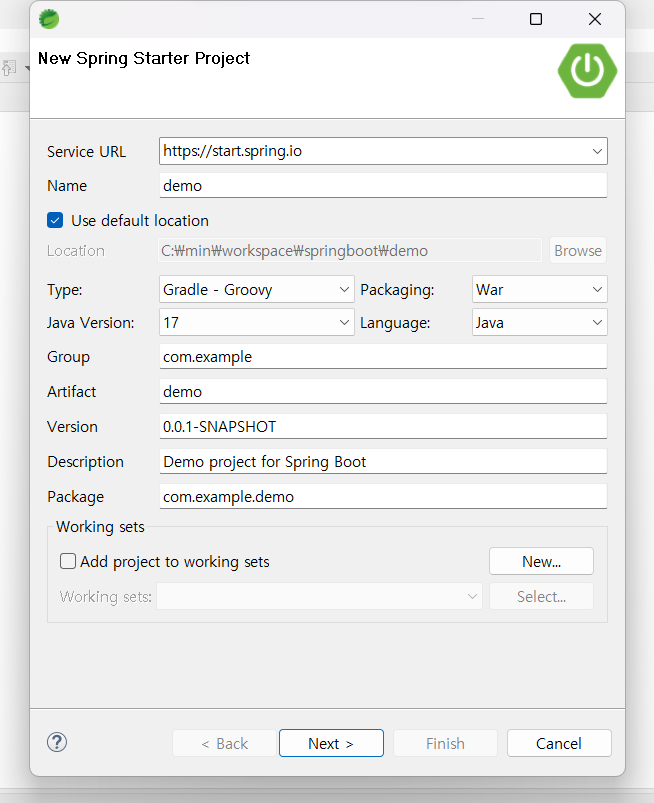 New Spring Starter Project
Service URL https://start.spring.io
Name demo
Use default location
Location C:₩min₩workspace₩springboot₩demo Browse
Type: Gradle - Groovy Packaging: War
Java Version: 17 Language: Java
Group com.example
Artifact demo
Version 0.0.1-SNAPSHOT
Description Demo project for Spring Boot
Package com.example.demo
Working sets
Add project to working sets New...
Working sets: Select...
? < Back Next > Finish Cancel